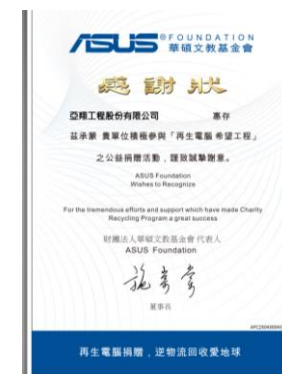 ASUS® FOUNDATION
華碩文教基金會
感謝狀
亞翔工程股份有限公司 惠存
茲承蒙 貴單位積極參與「再生電腦 希望工程」
之公益捐贈活動，謹致誠摯謝意。
ASUS Foundation
Wishes to Recognize
For the tremendous efforts and support which have made Charity
Recycling Program a great success
財團法人華碩文教基金會 代表人
ASUS Foundation
施崇棠
董事長
再生電腦捐贈，逆物流回收愛地球